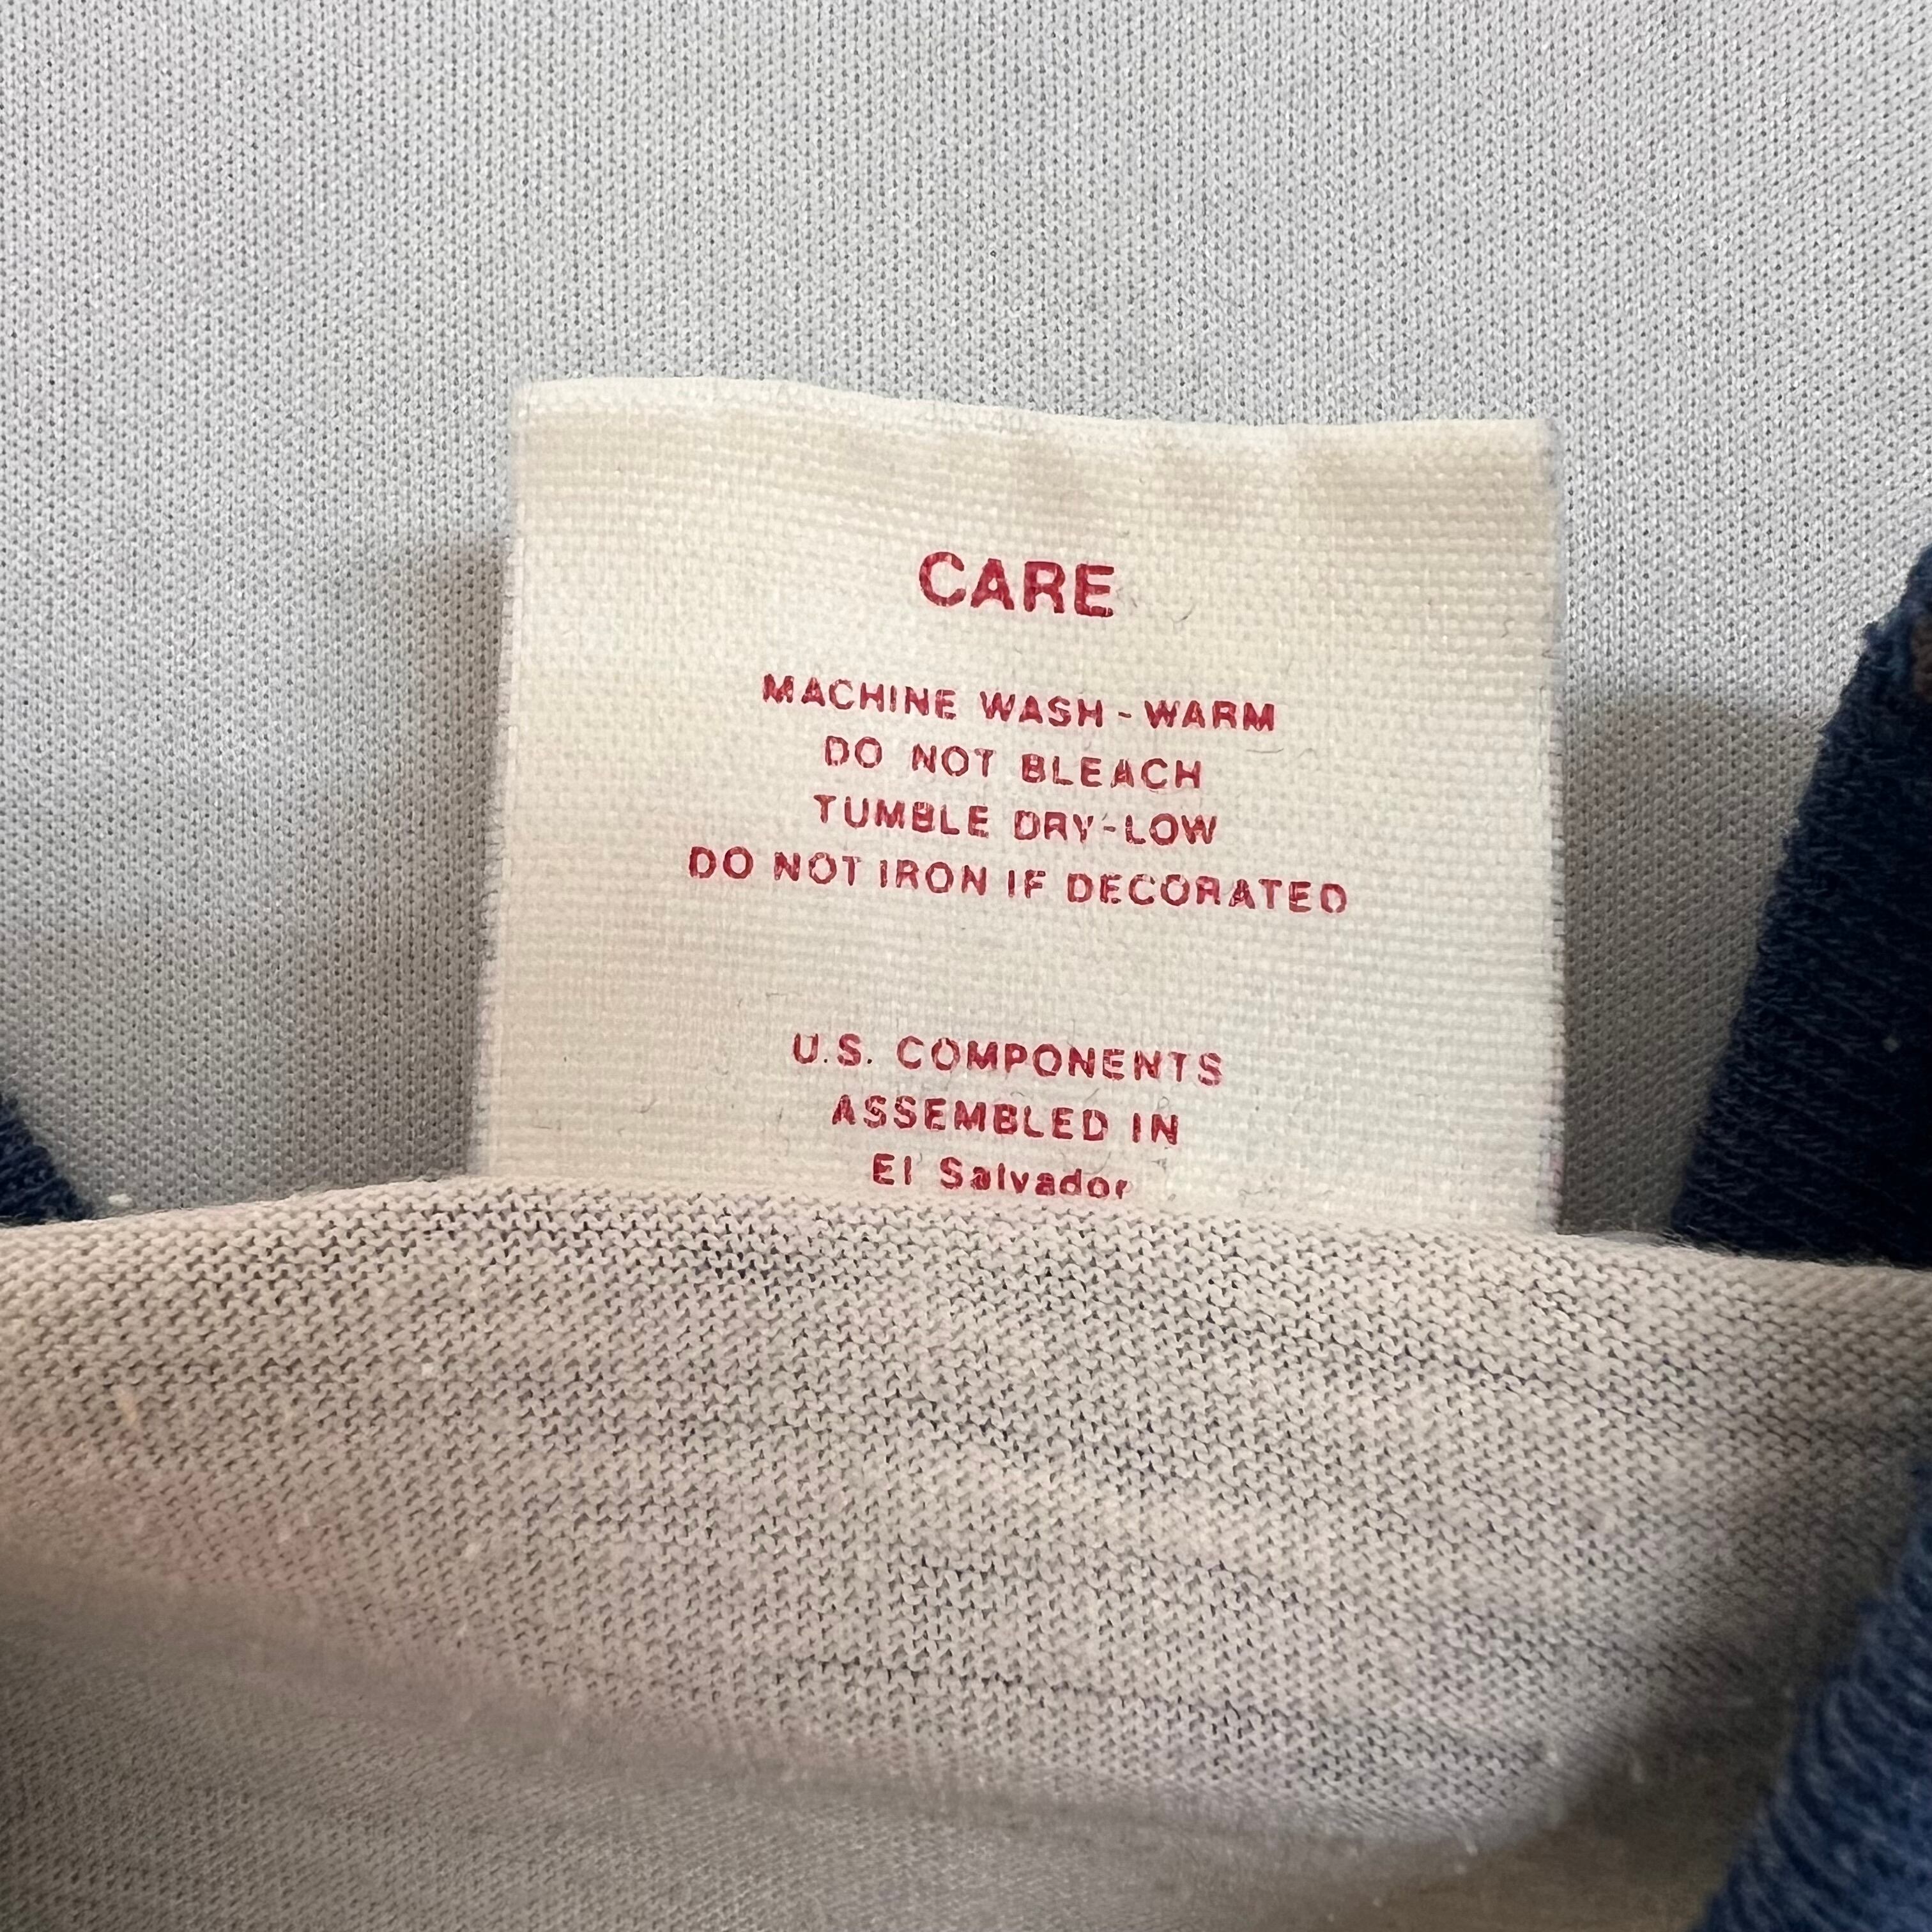 CARE
MACHINE WASH - WARM
DO NOT BLEACH
TUMBLE DRY-LOW
DO NOT IRON IF DECORATED
U.S. COMPONENTS
ASSEMBLED IN
El Salvador